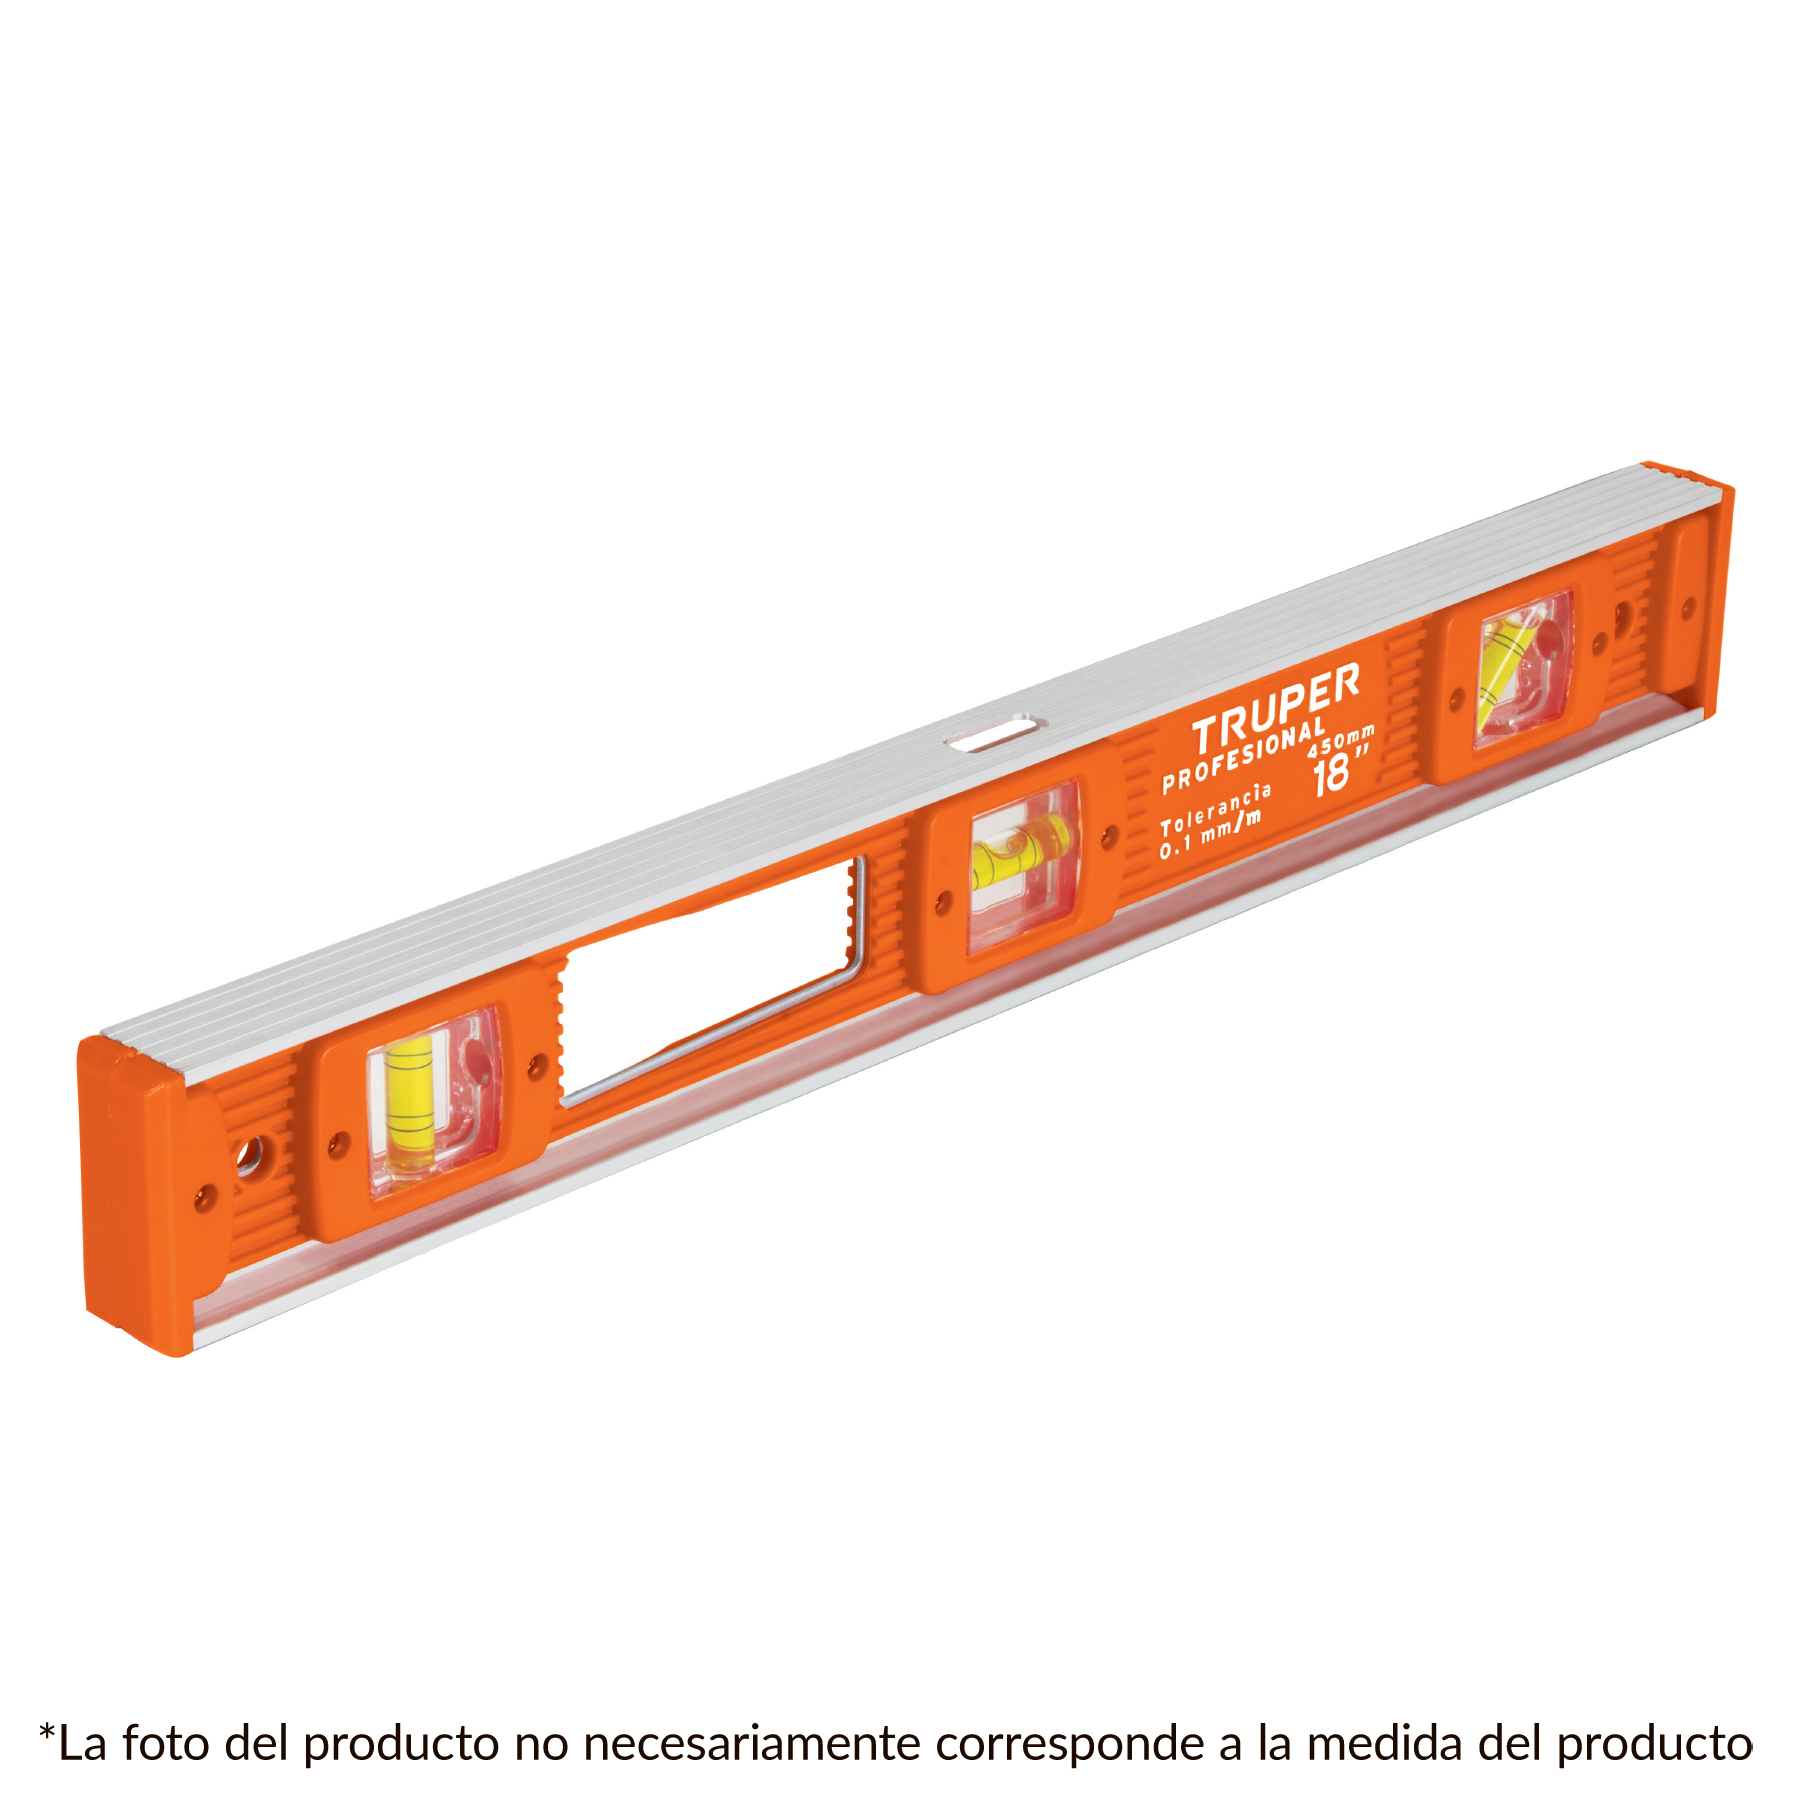 TRUPER
PROFESIONAL
450mm
18"
Tolerancia
0.1 mm/m
*La foto del producto no necesariamente corresponde a la medida del producto